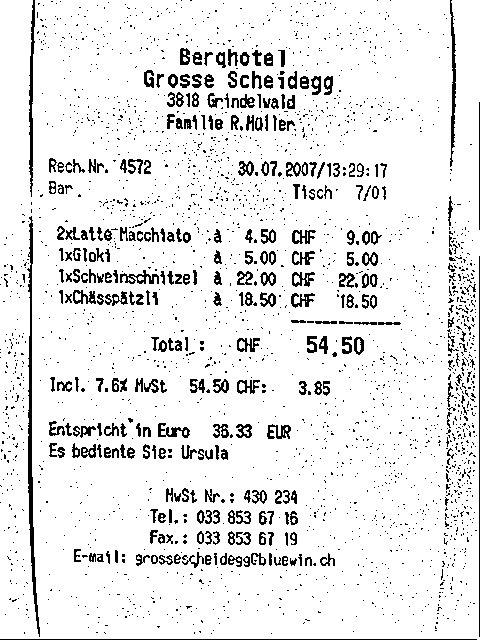 Berghotel
Grosse Scheidegg
3818 Grindelwald
Familie R.Müller
Rech.Nr. 4572 30.07.2007/13:29:17
Bar Tisch 7/01
2xLatte Macchiato à 4.50 CHF 9.00
1xGloki à 5.00 CHF 5.00
1xSchweinschnitzel à 22.00 CHF 22.00
1xChässpätzli à 18.50 CHF 18.50
Total: CHF 54.50
Incl. 7.6% MwSt 54.50 CHF: 3.85
Entspricht in Euro 36.33 EUR
Es bediente Sie: Ursula
MwSt Nr.: 430 234
Tel.: 033 853 67 16
Fax.: 033 853 67 19
E-mail: grossescheidegg@bluewin.ch